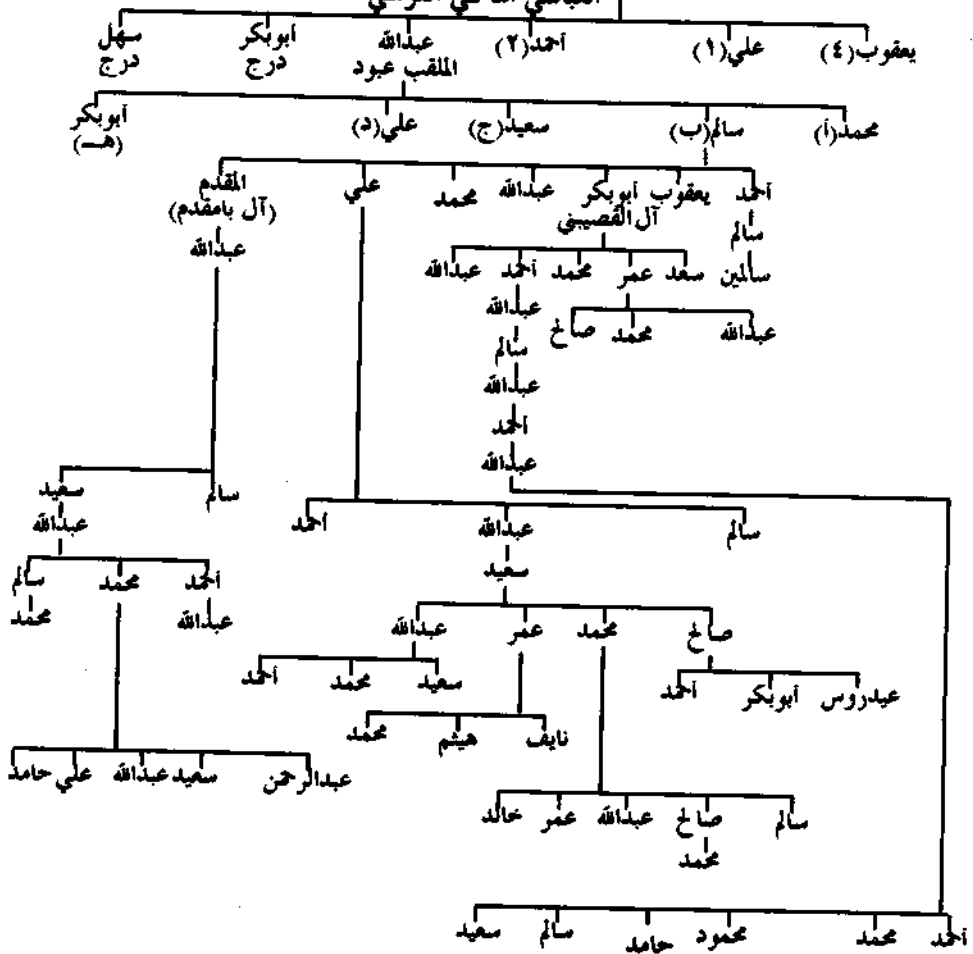 يعقوب (٤) علي (١) أحمد (٢) عبدالله أبوبكر سهل
الملقب عبود درج درج
محمد (أ) سالم (ب) سعيد (ج) علي (د) أبوبكر
(هـ)
أحمد يعقوب أبوبكر عبدالله محمد علي المقدم
آل القصيبي (آل بامقدم)
سالم عبدالله
سالمين سعد عمر محمد أحمد عبدالله
عبدالله
عبدالله محمد صالح
سالم
عبدالله
أحمد
عبدالله
سالم سعيد
سالم عبدالله أحمد عبدالله
سعيد أحمد محمد سالم
صالح محمد عمر عبدالله عبدالله محمد
عيدروس أبوبكر أحمد سعيد محمد أحمد
نايف هيثم محمد
عبدالرحمن سعيد عبدالله علي حامد
سالم صالح عبدالله عمر خالد
محمد
أحمد محمد محمود حامد سالم سعيد